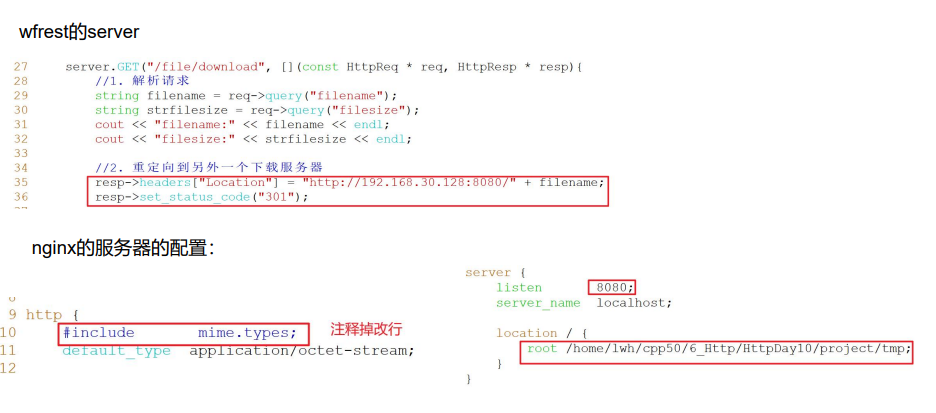 wfrest的server
27 server.GET("/file/download", [](const HttpReq * req, HttpResp * resp){
28 //1. 解析请求
29 string filename = req->query("filename");
30 string strfilesize = req->query("filesize");
31 cout << "filename:" << filename << endl;
32 cout << "filesize:" << strfilesize << endl;
33
34 //2. 重定向到另外一个下载服务器
35 resp->headers["Location"] = "http://192.168.30.128:8080/" + filename;
36 resp->set_status_code("301");
nginx的服务器的配置：
9 http {
10 #include mime.types;
注释掉改行
11 default_type application/octet-stream;
12
server {
listen 8080;
server_name localhost;
location / {
root /home/lwh/cpp50/6_Http/HttpDay10/project/tmp;
}
}